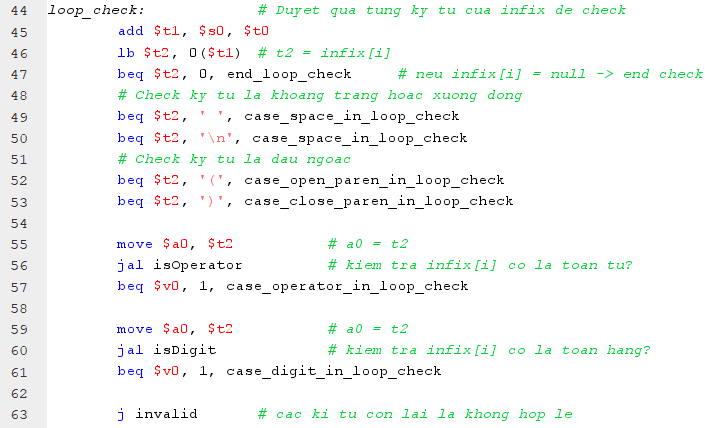 44 loop_check: # Duyet qua tung ky tu cua infix de check
45 add $t1, $s0, $t0
46 lb $t2, 0($t1) # t2 = infix[i]
47 beq $t2, 0, end_loop_check # neu infix[i] = null -> end check
48 # Check ky tu la khoang trang hoac xuong dong
49 beq $t2, ' ', case_space_in_loop_check
50 beq $t2, '\n', case_space_in_loop_check
51 # Check ky tu la dau ngoac
52 beq $t2, '(', case_open_paren_in_loop_check
53 beq $t2, ')', case_close_paren_in_loop_check
54
55 move $a0, $t2 # a0 = t2
56 jal isOperator # kiem tra infix[i] co la toan tu?
57 beq $v0, 1, case_operator_in_loop_check
58
59 move $a0, $t2 # a0 = t2
60 jal isDigit # kiem tra infix[i] co la toan hang?
61 beq $v0, 1, case_digit_in_loop_check
62
63 j invalid # cac ki tu con lai la khong hop le